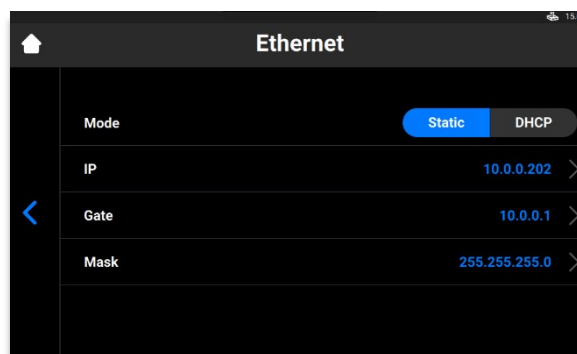 Ethernet
Mode Static DHCP
IP 10.0.0.202
Gate 10.0.0.1
Mask 255.255.255.0